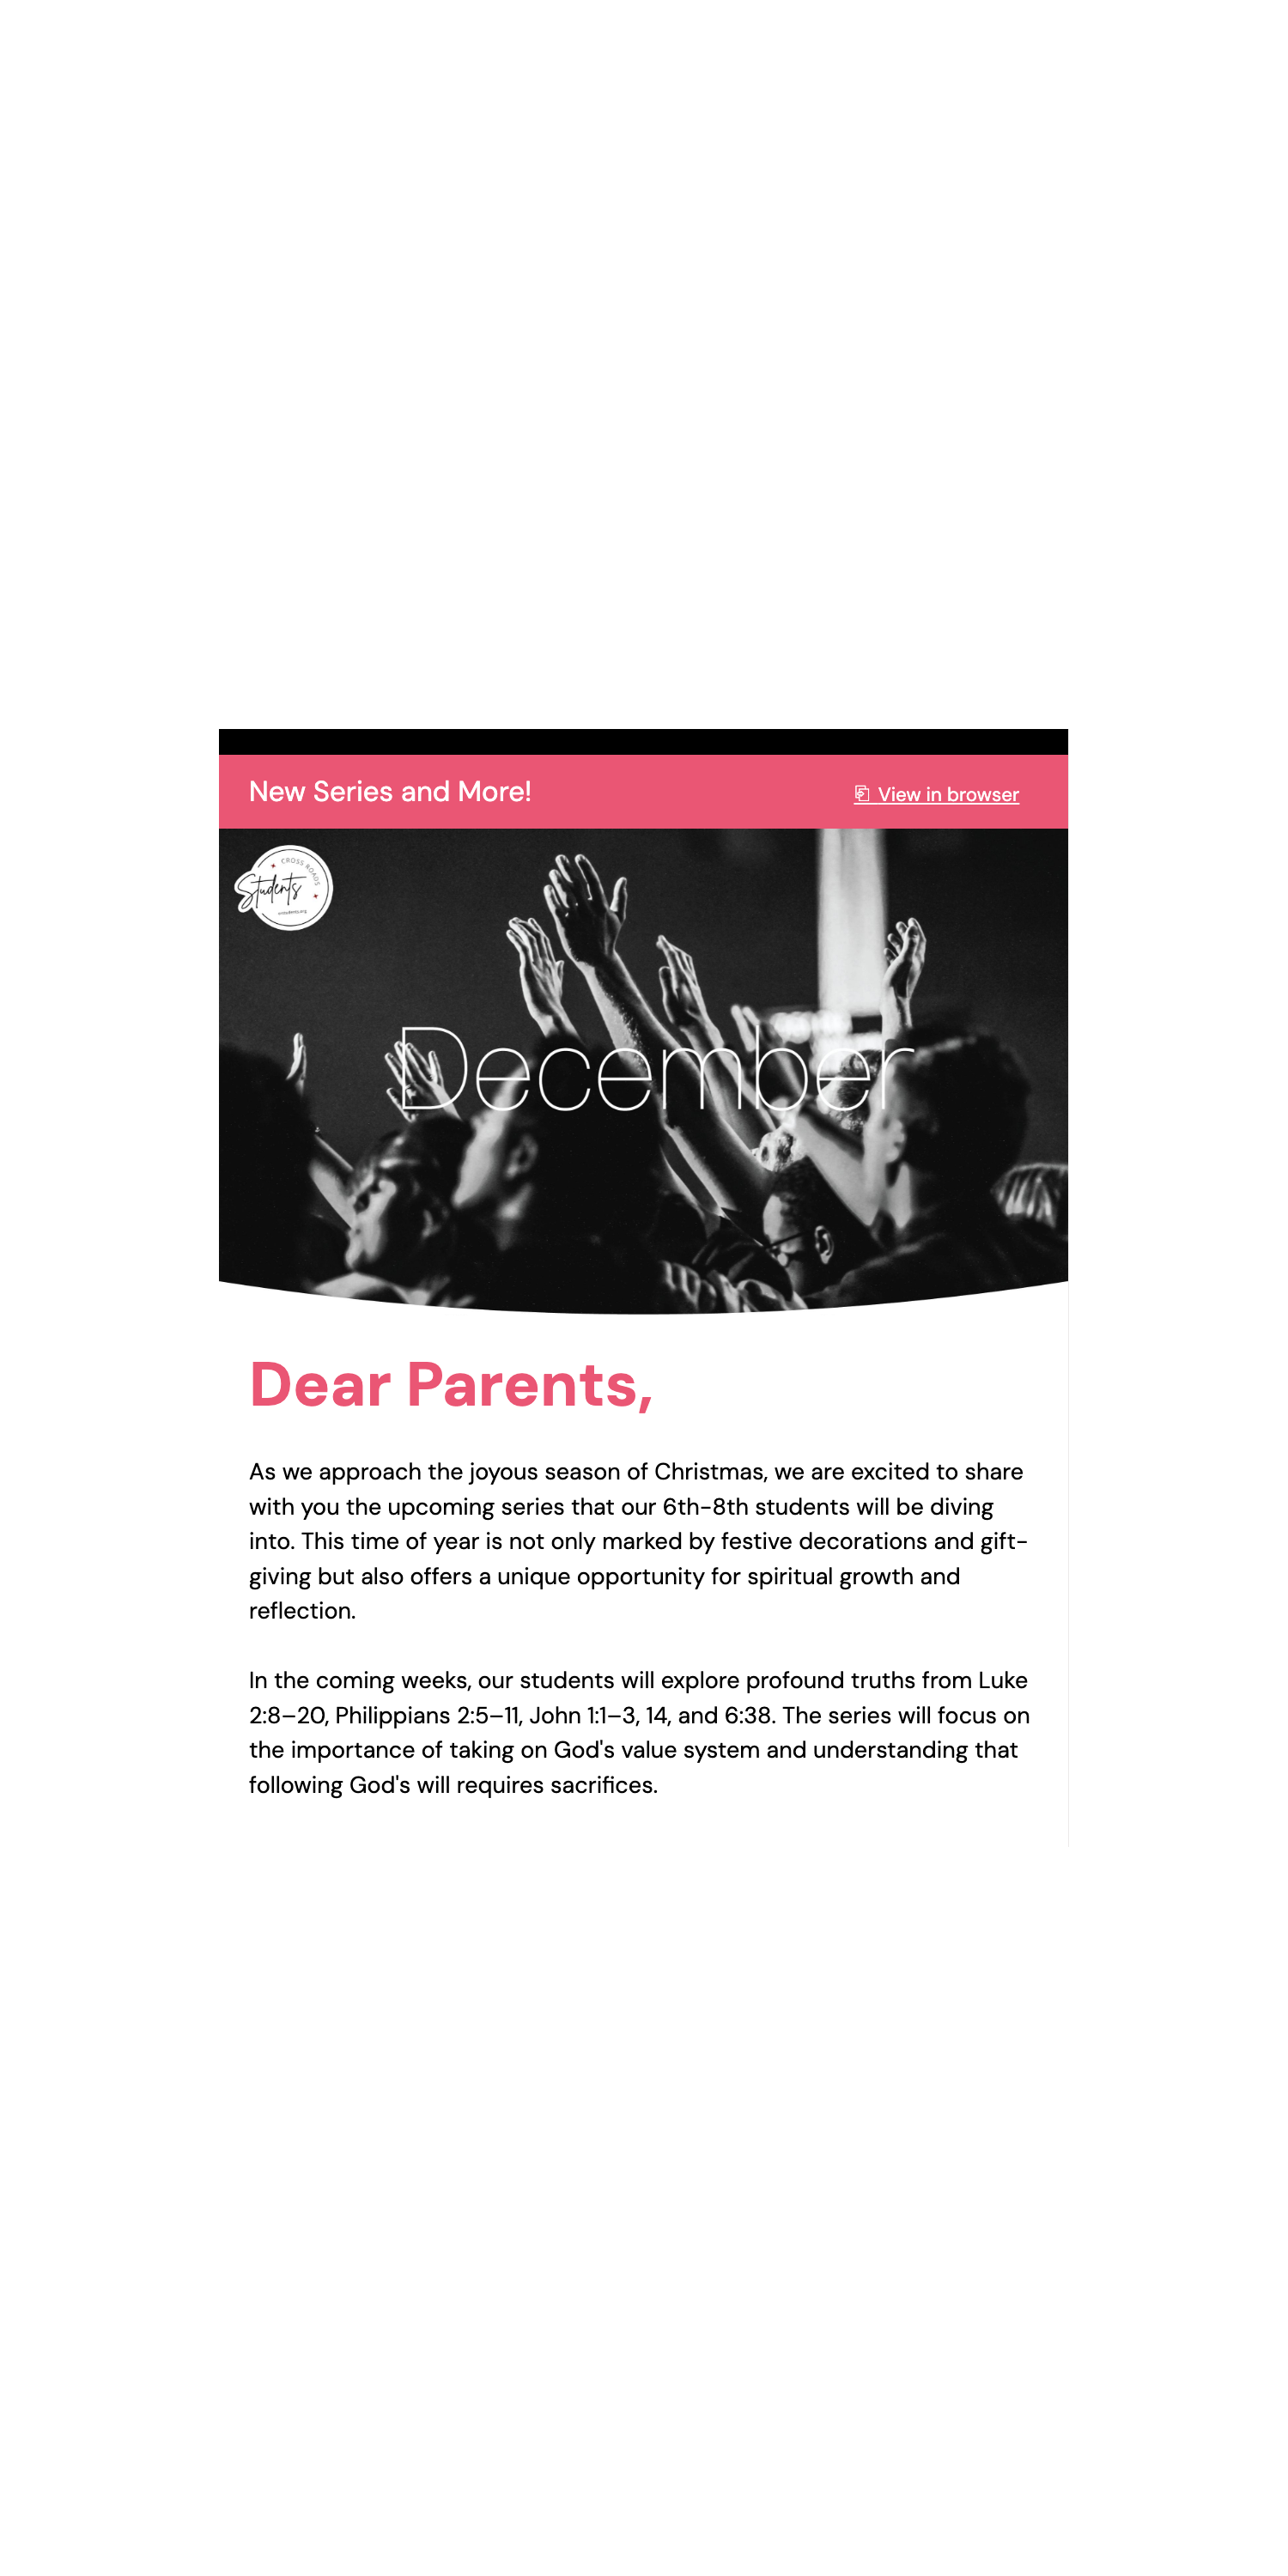 New Series and More!
View in browser
CROSS ROADS
Students
crstudents.org
December
Dear Parents,
As we approach the joyous season of Christmas, we are excited to share
with you the upcoming series that our 6th-8th students will be diving
into. This time of year is not only marked by festive decorations and gift-
giving but also offers a unique opportunity for spiritual growth and
reflection.
In the coming weeks, our students will explore profound truths from Luke
2:8–20, Philippians 2:5–11, John 1:1–3, 14, and 6:38. The series will focus on
the importance of taking on God's value system and understanding that
following God's will requires sacrifices.